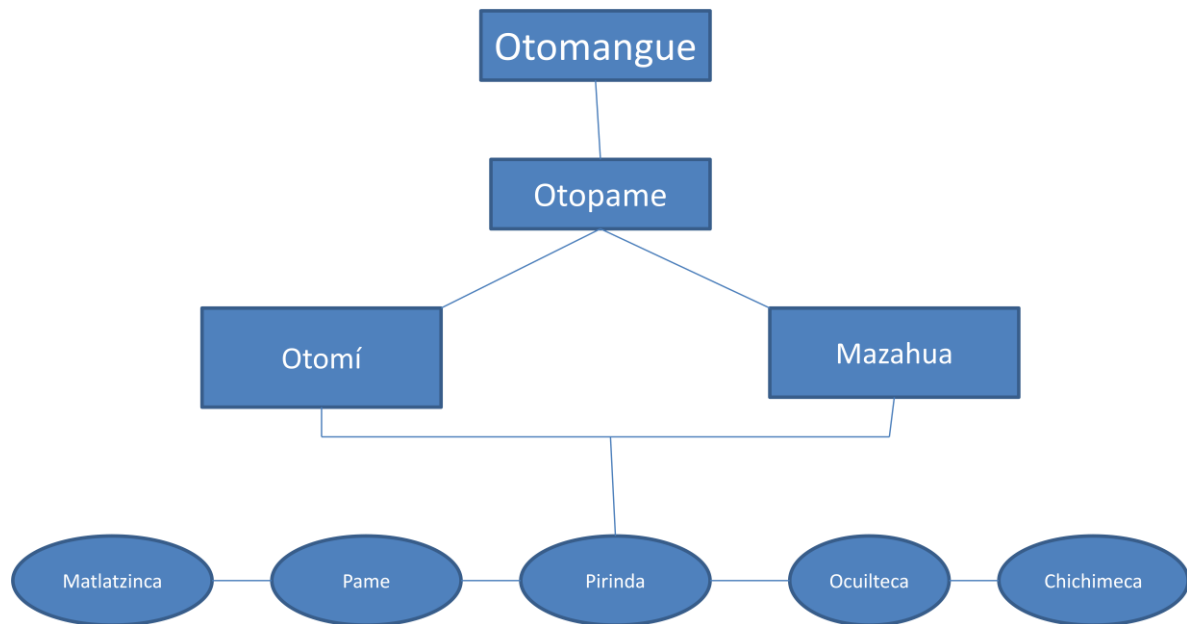 Otomangue
Otopame
Otomí
Mazahua
Matlatzinca
Pame
Pirinda
Ocuilteca
Chichimeca